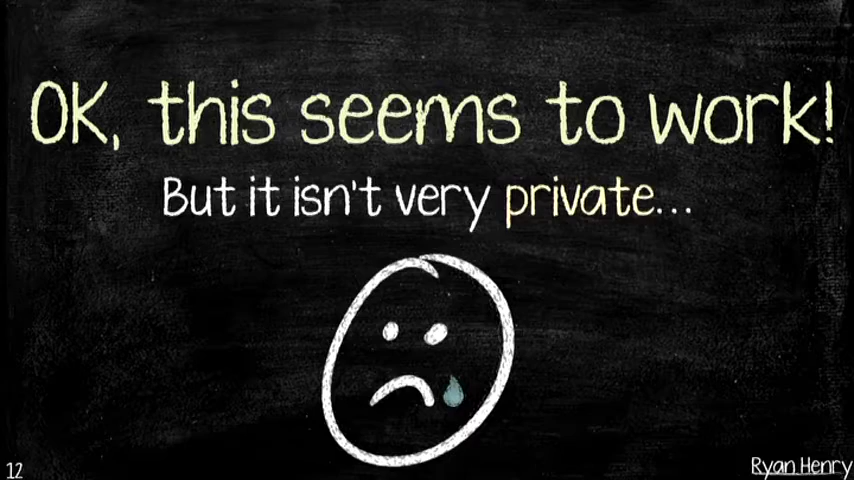 OK, this seems to work!
But it isn't very private...
12
Ryan Henry